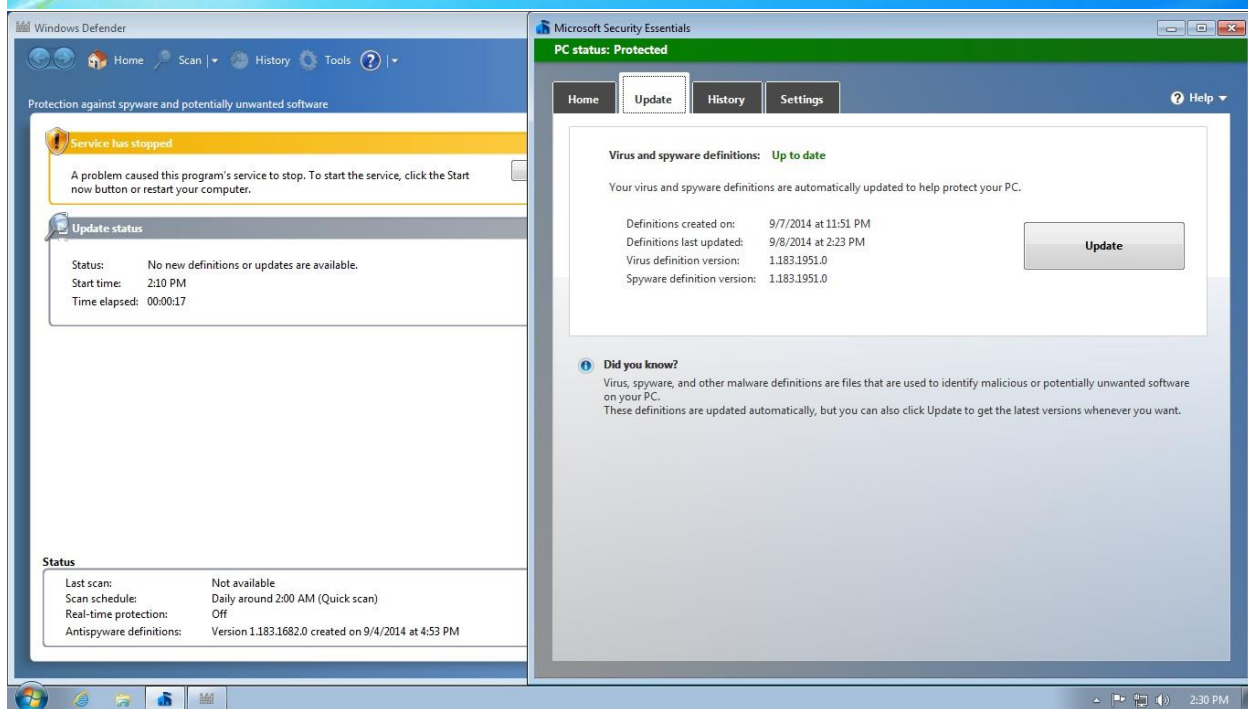 Windows Defender
Home Scan History Tools
Protection against spyware and potentially unwanted software
Service has stopped
A problem caused this program's service to stop. To start the service, click the Start
now button or restart your computer.
Update status
Status: No new definitions or updates are available.
Start time: 2:10 PM
Time elapsed: 00:00:17
Status
Last scan: Not available
Scan schedule: Daily around 2:00 AM (Quick scan)
Real-time protection: Off
Antispyware definitions: Version 1.183.1682.0 created on 9/4/2014 at 4:53 PM
Microsoft Security Essentials
PC status: Protected
Home Update History Settings Help
Virus and spyware definitions: Up to date
Your virus and spyware definitions are automatically updated to help protect your PC.
Definitions created on: 9/7/2014 at 11:51 PM
Definitions last updated: 9/8/2014 at 2:23 PM
Virus definition version: 1.183.1951.0
Spyware definition version: 1.183.1951.0
Update
Did you know?
Virus, spyware, and other malware definitions are files that are used to identify malicious or potentially unwanted software
on your PC.
These definitions are updated automatically, but you can also click Update to get the latest versions whenever you want.
2:30 PM